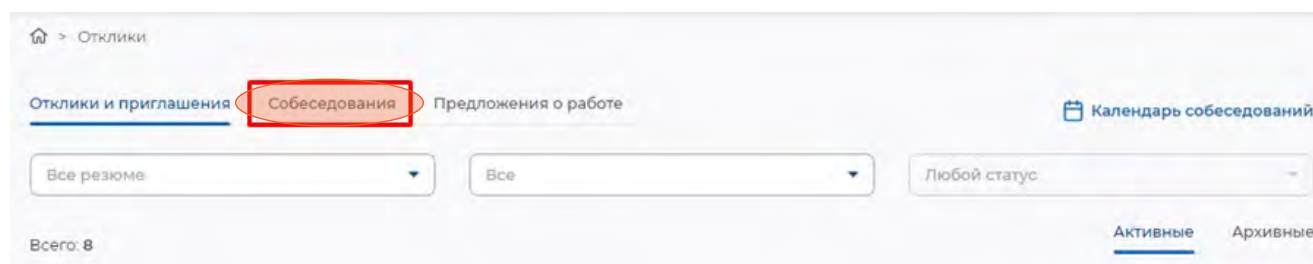 > Отклики
Отклики и приглашения Собеседования Предложения о работе Календарь собеседований
Все резюме Все Любой статус
Всего: 8 Активные Архивные